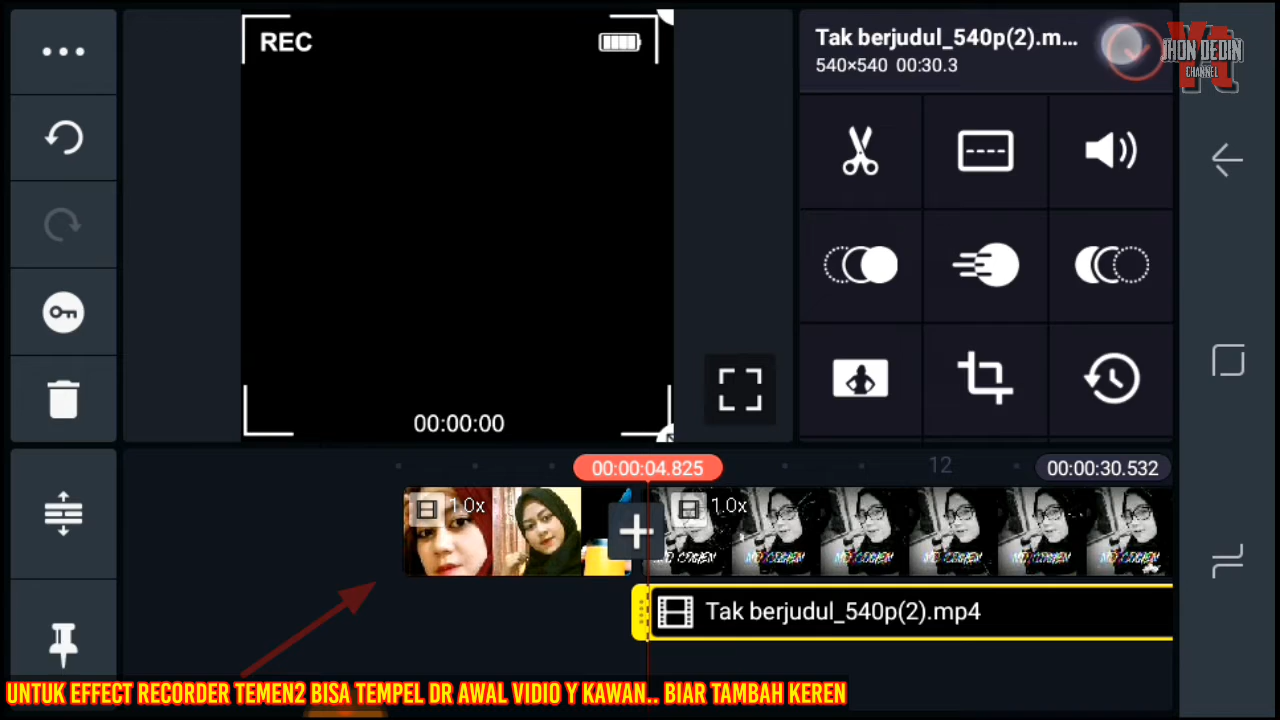 REC
00:00:00
Tak berjudul_540p(2).m...
540×540 00:30.3
JHON DEDIN
CHANNEL
00:00:04.825
12
00:00:30.532
1.0x
1.0x
Tak berjudul_540p(2).mp4
UNTUK EFFECT RECORDER TEMEN2 BISA TEMPEL DR AWAL VIDIO Y KAWAN.. BIAR TAMBAH KEREN